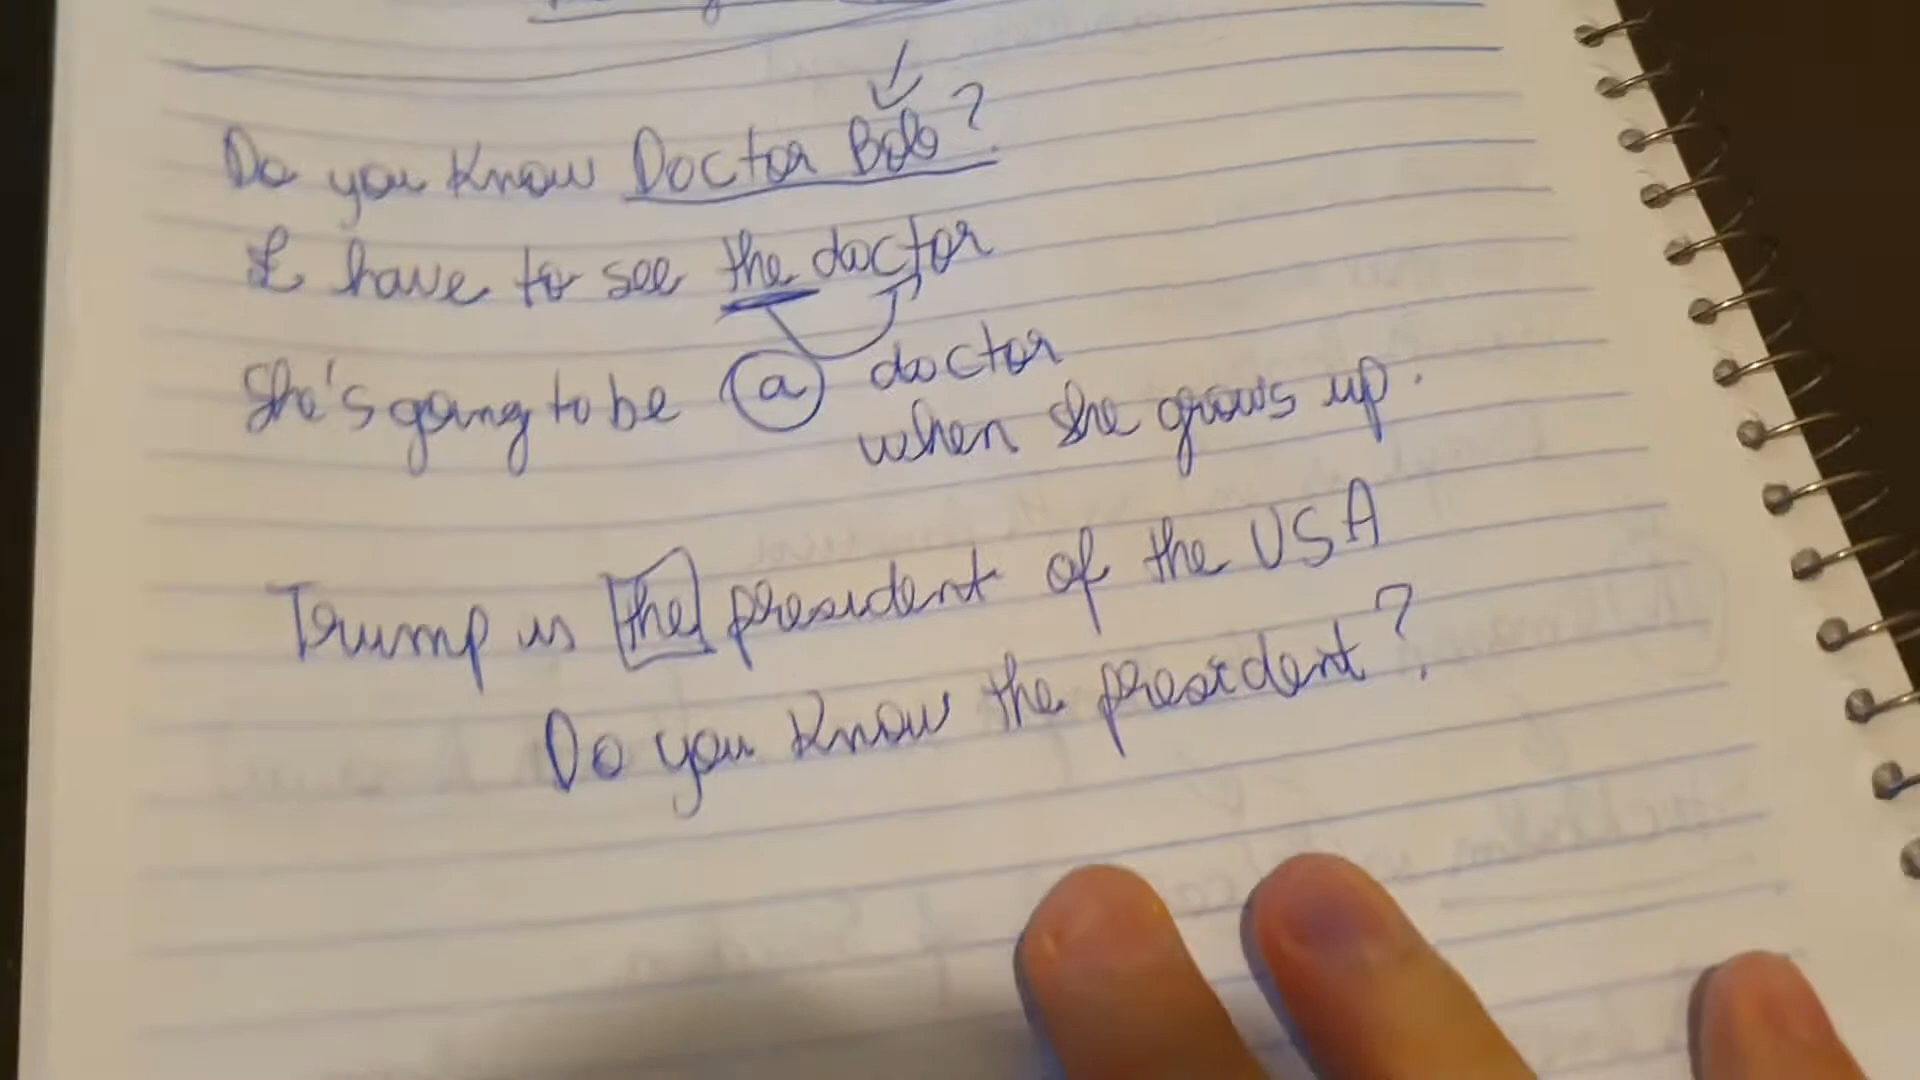 Do you know Doctor Bob?
I have to see the doctor
She's going to be a doctor
when she grows up.
Trump is the president of the USA
Do you know the president?